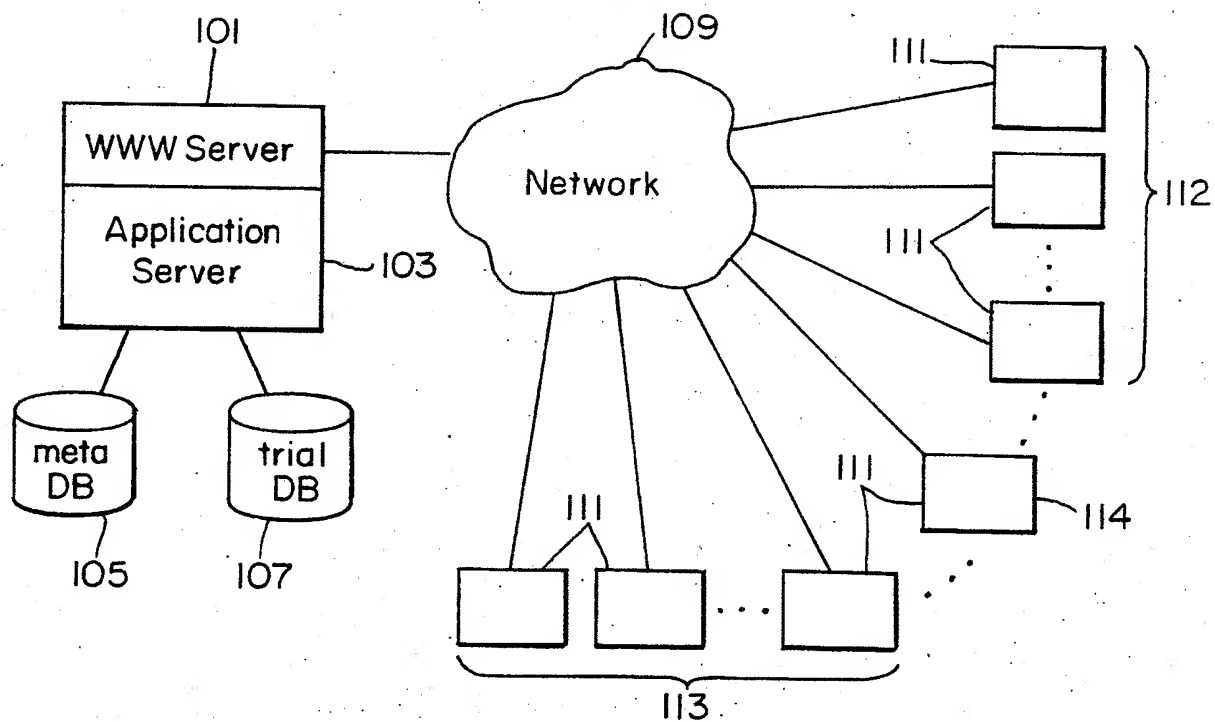 101
109
111
WWW Server
Network
112
Application
Server
103
111
meta
DB
trial
DB
111
111
114
105
107
113